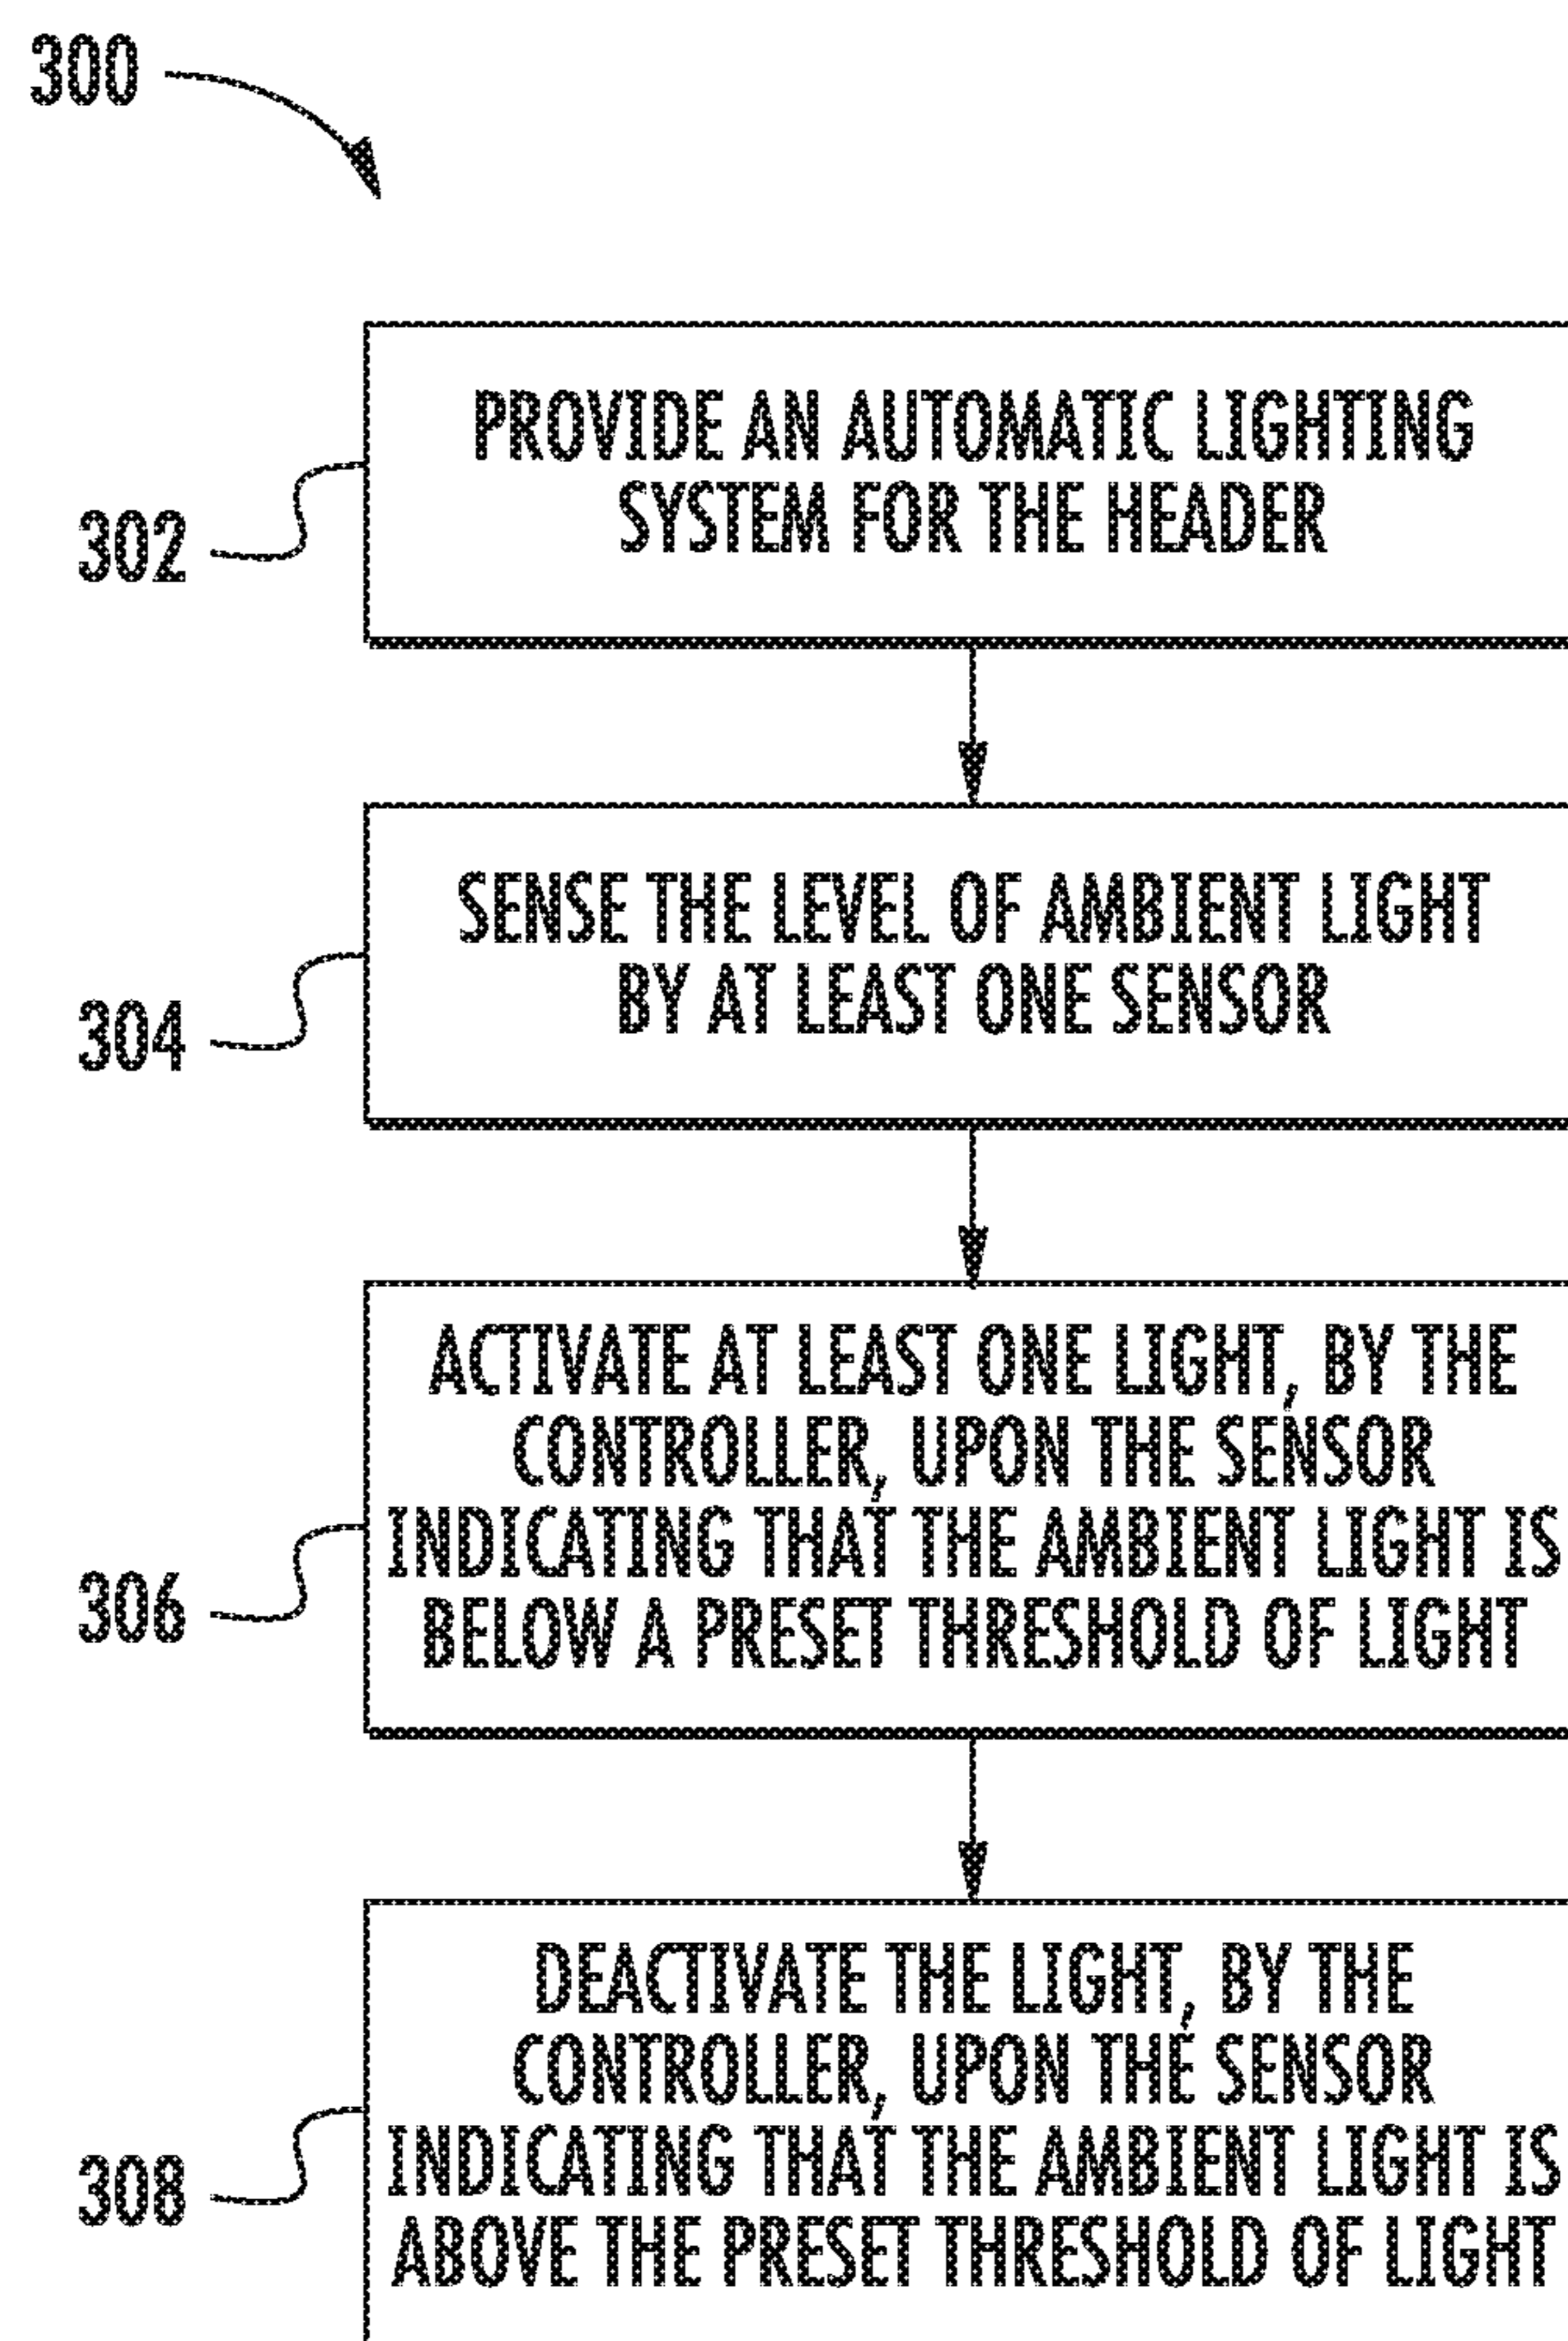 300
PROVIDE AN AUTOMATIC LIGHTING
SYSTEM FOR THE HEADER
302
SENSE THE LEVEL OF AMBIENT LIGHT
BY AT LEAST ONE SENSOR
304
ACTIVATE AT LEAST ONE LIGHT, BY THE
CONTROLLER, UPON THE SENSOR
INDICATING THAT THE AMBIENT LIGHT IS
BELOW A PRESET THRESHOLD OF LIGHT
306
DEACTIVATE THE LIGHT, BY THE
CONTROLLER, UPON THE SENSOR
INDICATING THAT THE AMBIENT LIGHT IS
ABOVE THE PRESET THRESHOLD OF LIGHT
308